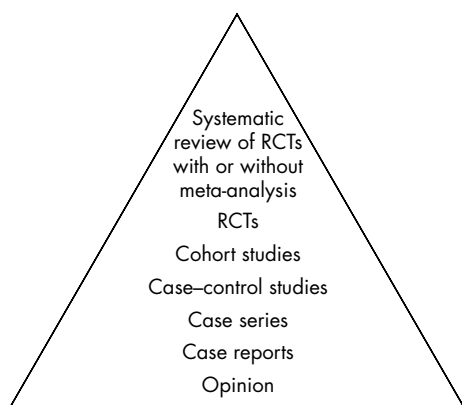 Systematic
review of RCTs
with or without
meta-analysis
RCTs
Cohort studies
Case–control studies
Case series
Case reports
Opinion